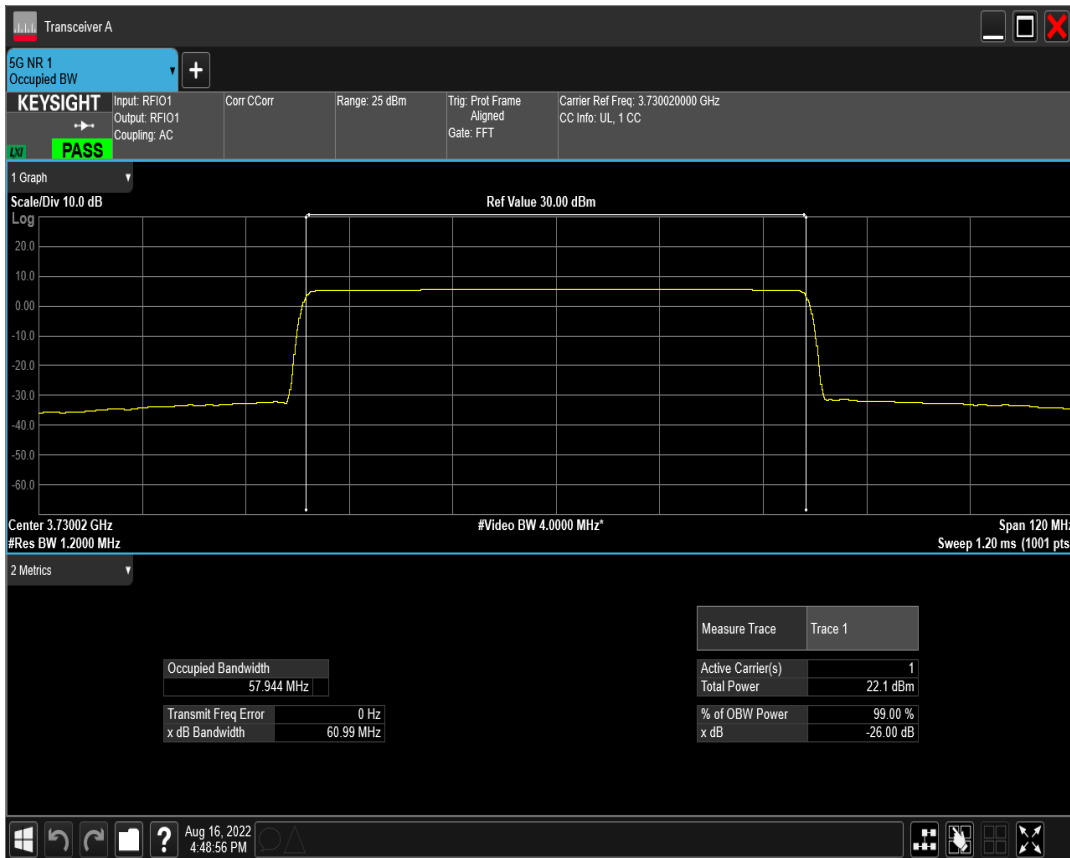 Transceiver A
5G NR 1
Occupied BW
KEYSIGHT
LXI
PASS
Input: RFIO1
Output: RFIO1
Coupling: AC
Corr CCorr
Range: 25 dBm
Trig: Prot Frame
Aligned
Gate: FFT
Carrier Ref Freq: 3.730020000 GHz
CC Info: UL, 1 CC
1 Graph
Scale/Div 10.0 dB
Ref Value 30.00 dBm
Log
20.0
10.0
0.00
-10.0
-20.0
-30.0
-40.0
-50.0
-60.0
Center 3.73002 GHz
#Video BW 4.0000 MHz*
Span 120 MHz
#Res BW 1.2000 MHz
Sweep 1.20 ms (1001 pts
2 Metrics
Measure Trace Trace 1
Occupied Bandwidth
57.944 MHz
Transmit Freq Error 0 Hz
x dB Bandwidth 60.99 MHz
Active Carrier(s) 1
Total Power 22.1 dBm
% of OBW Power 99.00 %
x dB -26.00 dB
?
Aug 16, 2022
4:48:56 PM